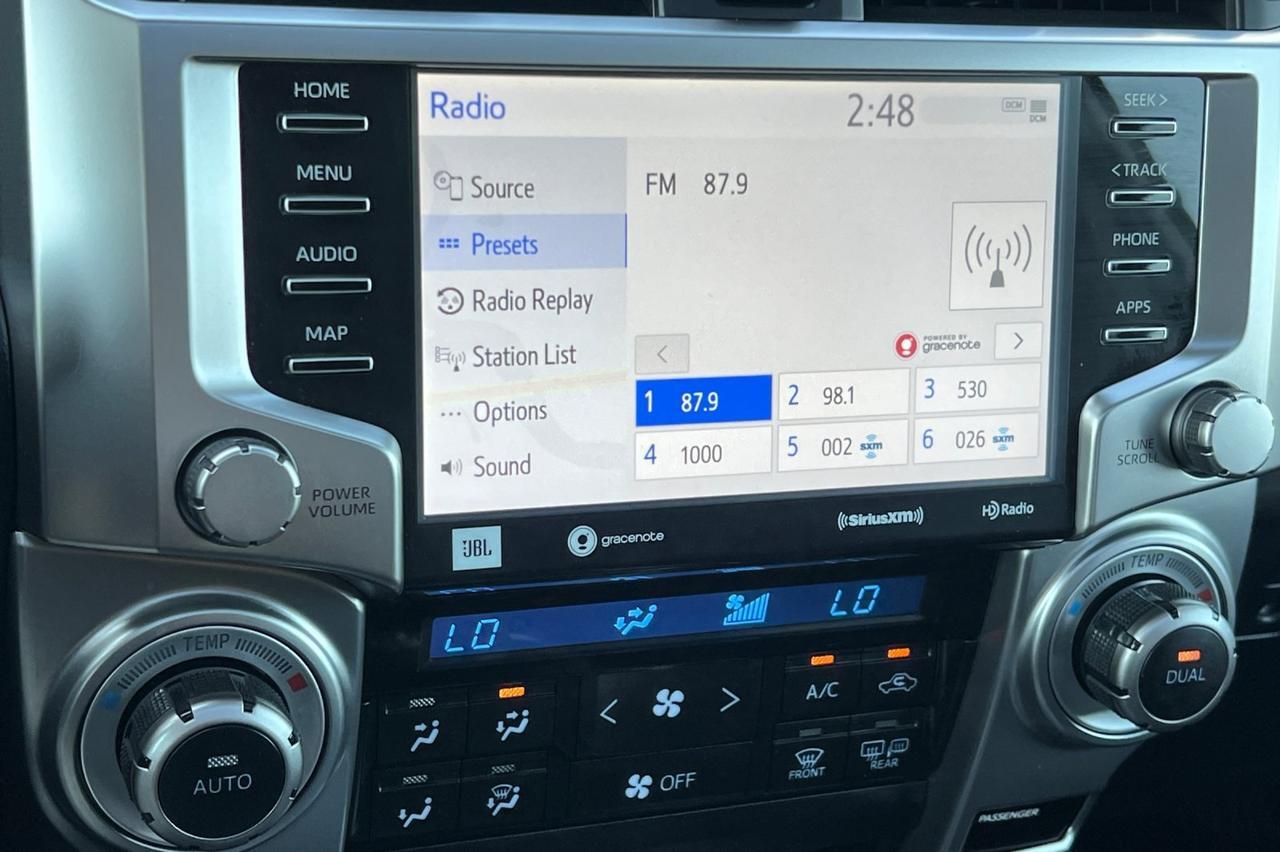 HOME
MENU
AUDIO
MAP
POWER
VOLUME
Radio
2:48
DCM
DCM
Source
Presets
Radio Replay
Station List
Options
Sound
FM 87.9
POWERED BY
gracenote
1 87.9
2 98.1
3 530
4 1000
5 002 sxm
6 026 sxm
SEEK >
< TRACK
PHONE
APPS
TUNE
SCROLL
JBL
gracenote
((SiriusXM))
HD Radio
LO
LO
TEMP
AUTO
A/C
OFF
FRONT
REAR
TEMP
DUAL
PASSENGER